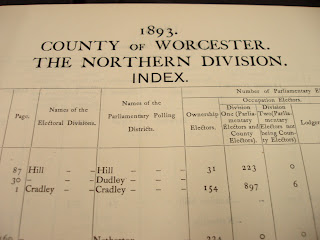 1893.
COUNTY OF WORCESTER.
THE NORTHERN DIVISION.
INDEX.
Number of Parliamentary
Occupation Electors.
Page.
Names of the Electoral Divisions.
Names of the Parliamentary Polling Districts.
Ownership Electors.
Division One (Parliamentary Electors and County Electors).
Division Two (Parliamentary Electors not being County Electors).
Lodger
87 Hill – – Hill – – 31 223 0
30 – – Dudley – –
1 Cradley – – Cradley – – 154 897 6